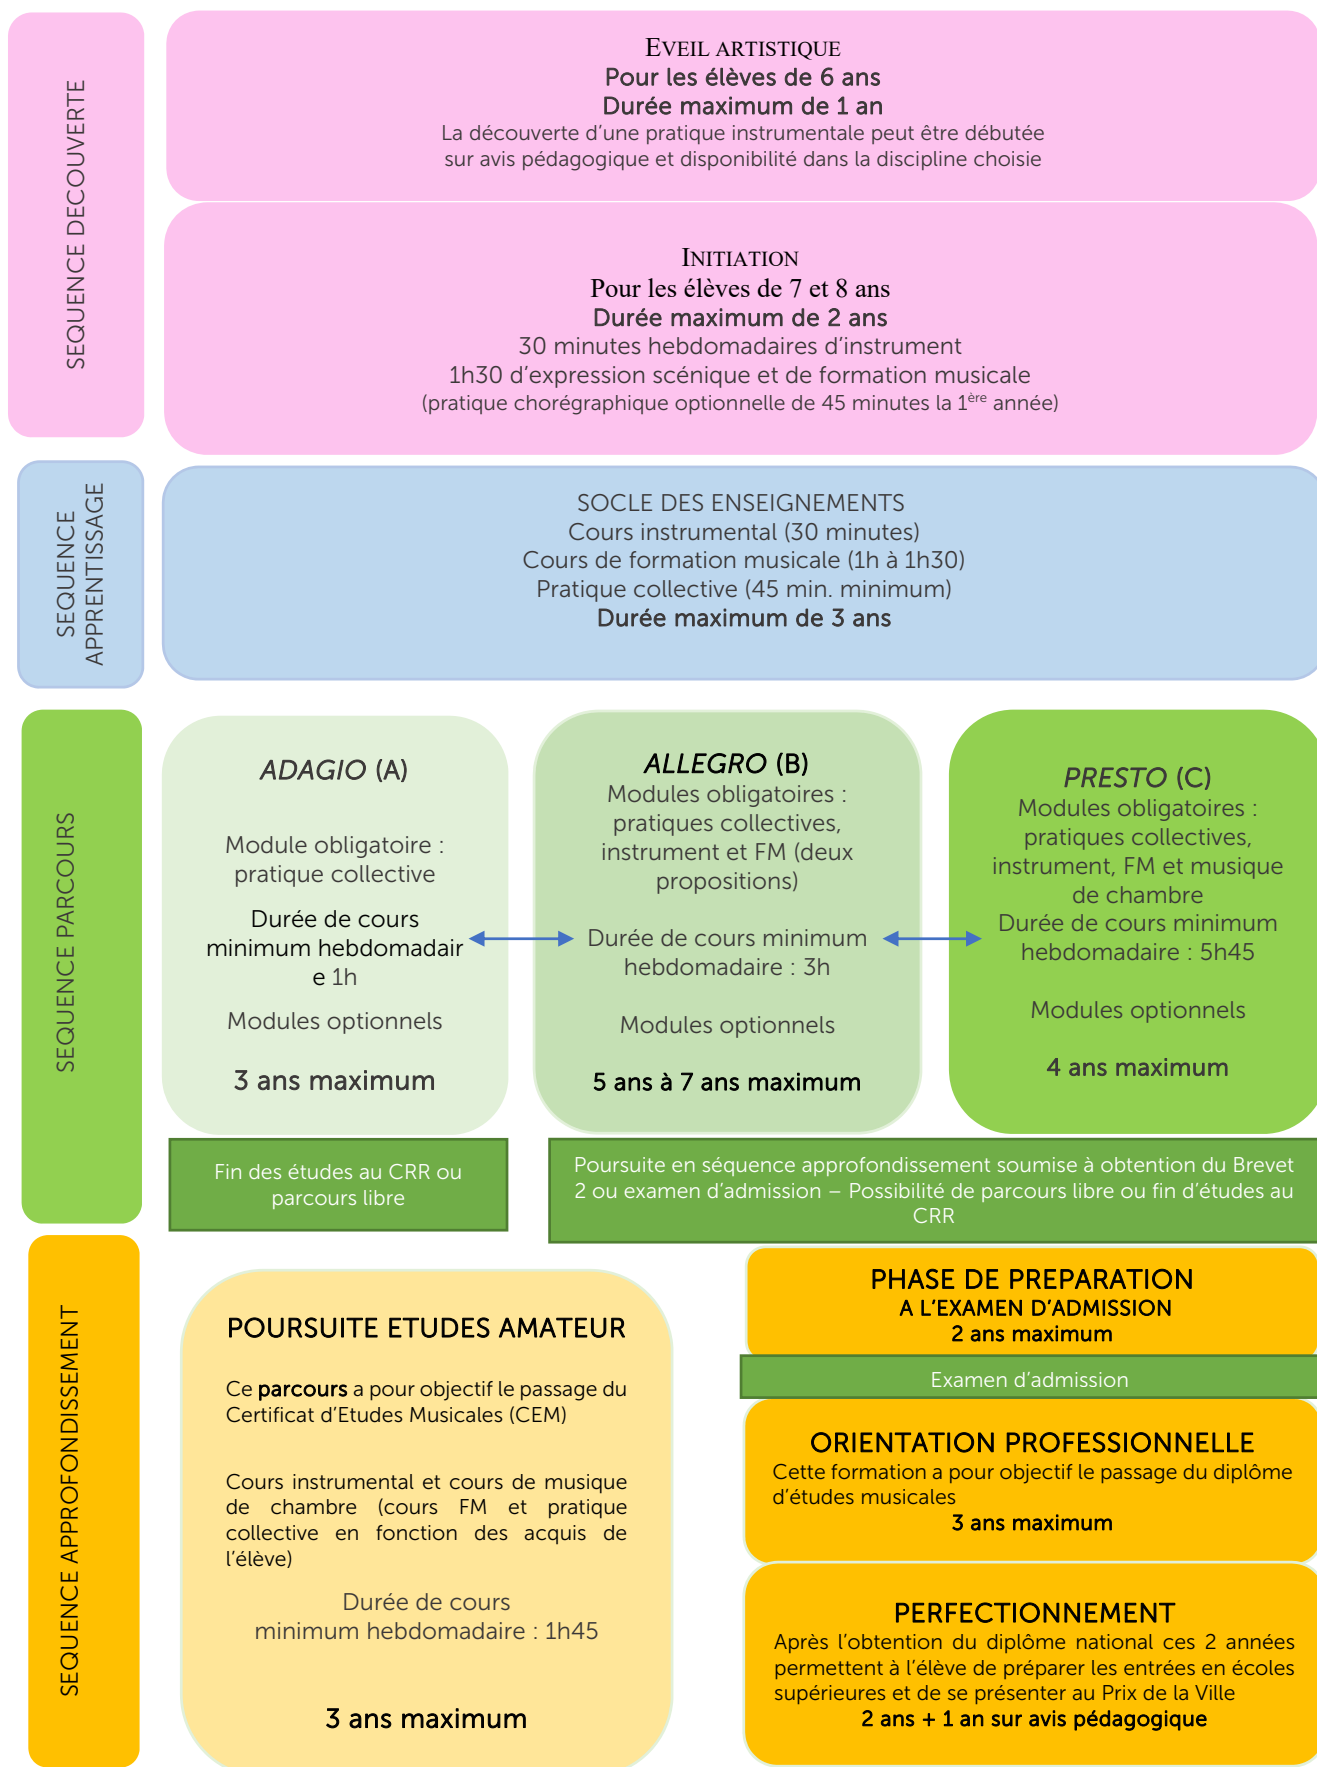 SEQUENCE DECOUVERTE
EVEIL ARTISTIQUE
Pour les élèves de 6 ans
Durée maximum de 1 an
La découverte d’une pratique instrumentale peut être débutée
sur avis pédagogique et disponibilité dans la discipline choisie
INITIATION
Pour les élèves de 7 et 8 ans
Durée maximum de 2 ans
30 minutes hebdomadaires d’instrument
1h30 d’expression scénique et de formation musicale
(pratique chorégraphique optionnelle de 45 minutes la 1ère année)
SEQUENCE
APPRENTISSAGE
SOCLE DES ENSEIGNEMENTS
Cours instrumental (30 minutes)
Cours de formation musicale (1h à 1h30)
Pratique collective (45 min. minimum)
Durée maximum de 3 ans
SEQUENCE PARCOURS
ADAGIO (A)
Module obligatoire :
pratique collective
Durée de cours
minimum hebdomadair
e 1h
Modules optionnels
3 ans maximum
ALLEGRO (B)
Modules obligatoires :
pratiques collectives,
instrument et FM (deux
propositions)
Durée de cours minimum
hebdomadaire : 3h
Modules optionnels
5 ans à 7 ans maximum
PRESTO (C)
Modules obligatoires :
pratiques collectives,
instrument, FM et musique
de chambre
Durée de cours minimum
hebdomadaire : 5h45
Modules optionnels
4 ans maximum
Fin des études au CRR ou
parcours libre
Poursuite en séquence approfondissement soumise à obtention du Brevet
2 ou examen d’admission – Possibilité de parcours libre ou fin d’études au
CRR
SEQUENCE APPROFONDISSEMENT
POURSUITE ETUDES AMATEUR
Ce parcours a pour objectif le passage du
Certificat d’Etudes Musicales (CEM)
Cours instrumental et cours de musique
de chambre (cours FM et pratique
collective en fonction des acquis de
l’élève)
Durée de cours
minimum hebdomadaire : 1h45
3 ans maximum
PHASE DE PREPARATION
A L’EXAMEN D’ADMISSION
2 ans maximum
Examen d’admission
ORIENTATION PROFESSIONNELLE
Cette formation a pour objectif le passage du diplôme
d’études musicales
3 ans maximum
PERFECTIONNEMENT
Après l’obtention du diplôme national ces 2 années
permettent à l’élève de préparer les entrées en écoles
supérieures et de se présenter au Prix de la Ville
2 ans + 1 an sur avis pédagogique